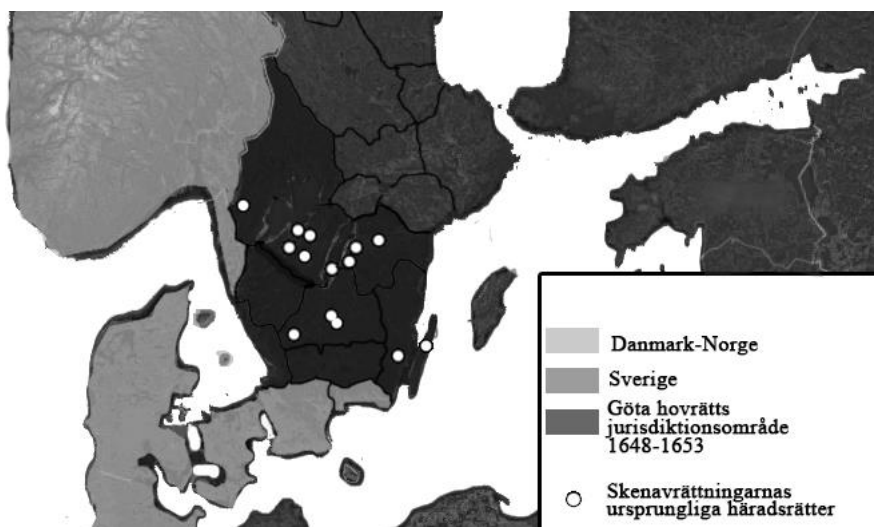 Danmark-Norge
Sverige
Göta hovrätts
jurisdiktionsområde
1648-1653
Skenavrättningarnas
ursprungliga häradsrätter